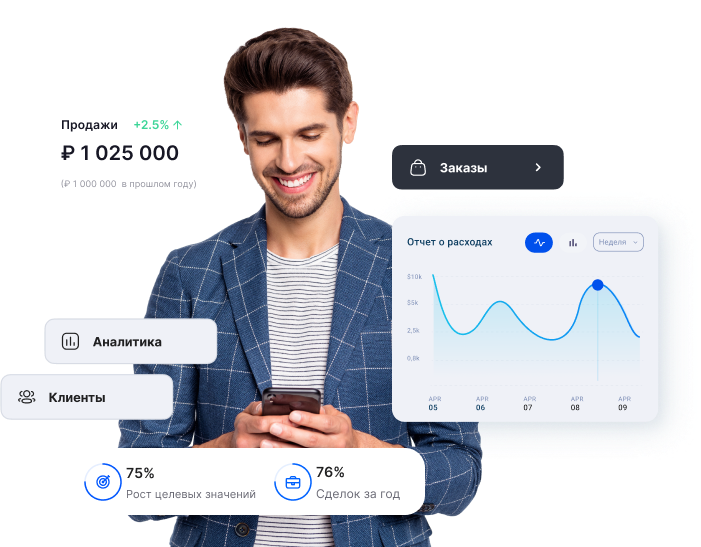 Продажи +2.5% ↑
₽ 1 025 000
(₽ 1 000 000 в прошлом году)
Заказы
Отчет о расходах
Неделя
$10k
$5k
2,5k
0,8k
APR APR APR APR APR
05 06 07 08 09
Аналитика
Клиенты
75%
Рост целевых значений
76%
Сделок за год